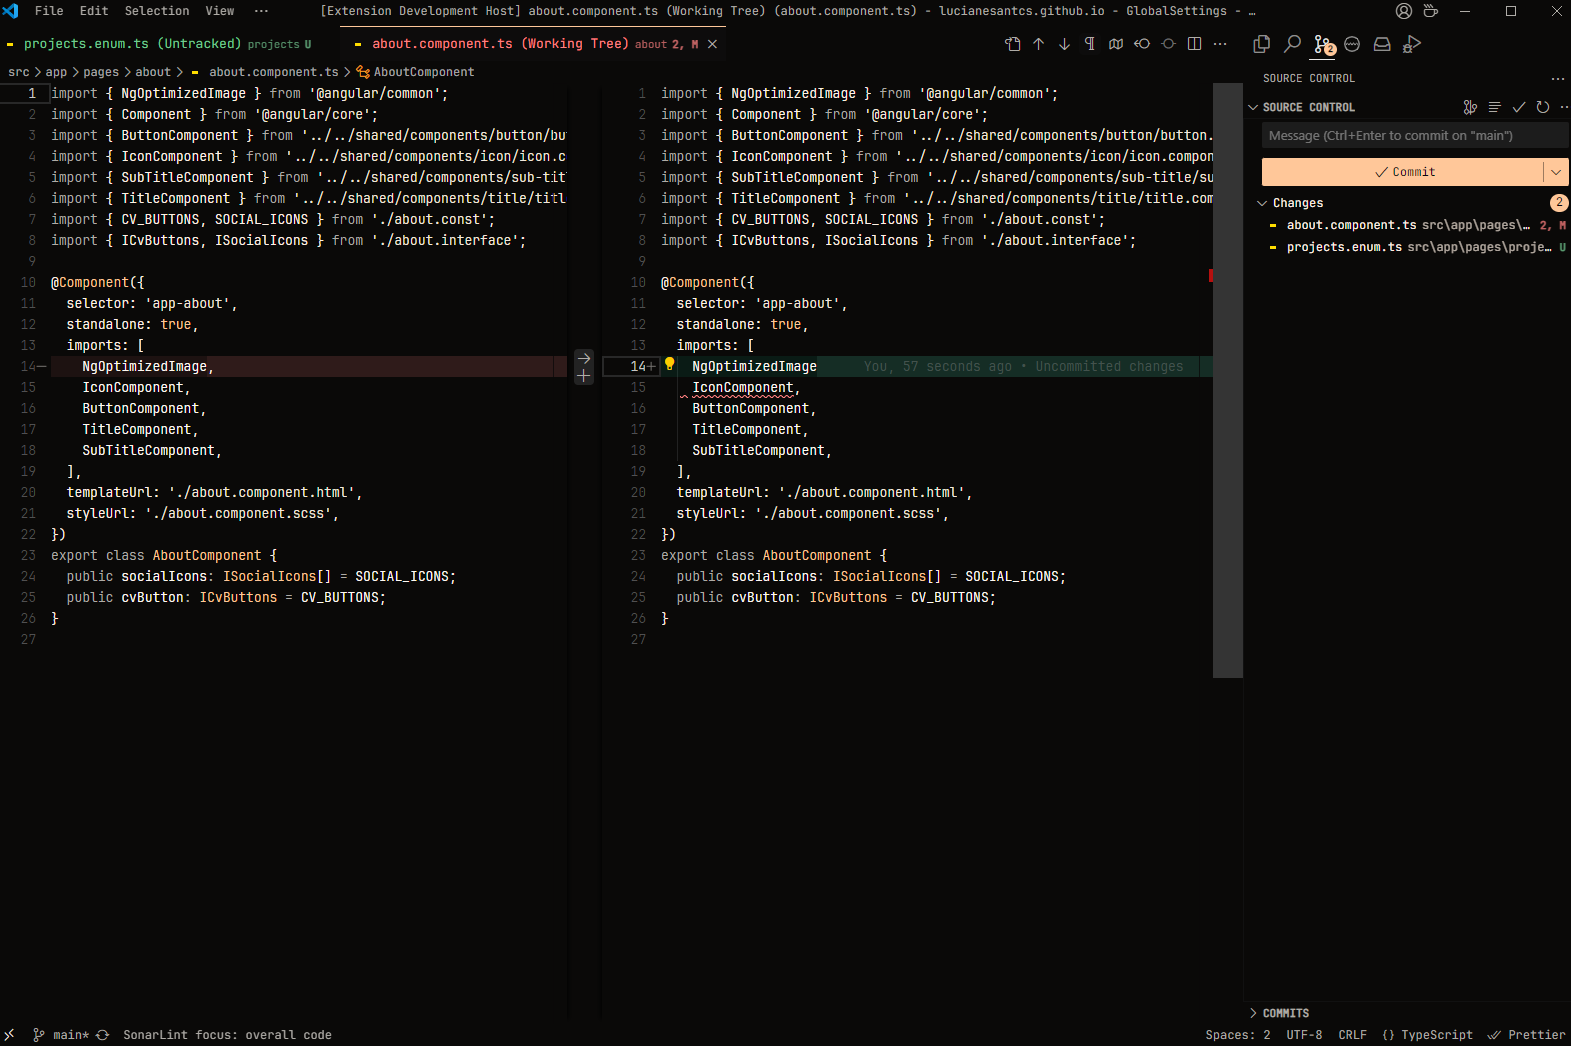 File Edit Selection View ··· [Extension Development Host] about.component.ts (Working Tree) (about.component.ts) - lucianesantcs.github.io - GlobalSettings - …
projects.enum.ts (Untracked) projects U
about.component.ts (Working Tree) about 2, M
src > app > pages > about > about.component.ts > AboutComponent
1 import { NgOptimizedImage } from '@angular/common';
2 import { Component } from '@angular/core';
3 import { ButtonComponent } from '../../shared/components/button/bu
4 import { IconComponent } from '../../shared/components/icon/icon.c
5 import { SubTitleComponent } from '../../shared/components/sub-tit
6 import { TitleComponent } from '../../shared/components/title/titl
7 import { CV_BUTTONS, SOCIAL_ICONS } from './about.const';
8 import { ICvButtons, ISocialIcons } from './about.interface';
9
10 @Component({
11 selector: 'app-about',
12 standalone: true,
13 imports: [
14— NgOptimizedImage,
15 IconComponent,
16 ButtonComponent,
17 TitleComponent,
18 SubTitleComponent,
19 ],
20 templateUrl: './about.component.html',
21 styleUrl: './about.component.scss',
22 })
23 export class AboutComponent {
24 public socialIcons: ISocialIcons[] = SOCIAL_ICONS;
25 public cvButton: ICvButtons = CV_BUTTONS;
26 }
27
1 import { NgOptimizedImage } from '@angular/common';
2 import { Component } from '@angular/core';
3 import { ButtonComponent } from '../../shared/components/button/button.
4 import { IconComponent } from '../../shared/components/icon/icon.compon
5 import { SubTitleComponent } from '../../shared/components/sub-title/su
6 import { TitleComponent } from '../../shared/components/title/title.com
7 import { CV_BUTTONS, SOCIAL_ICONS } from './about.const';
8 import { ICvButtons, ISocialIcons } from './about.interface';
9
10 @Component({
11 selector: 'app-about',
12 standalone: true,
13 imports: [
14+ NgOptimizedImage You, 57 seconds ago • Uncommitted changes
15 IconComponent,
16 ButtonComponent,
17 TitleComponent,
18 SubTitleComponent,
19 ],
20 templateUrl: './about.component.html',
21 styleUrl: './about.component.scss',
22 })
23 export class AboutComponent {
24 public socialIcons: ISocialIcons[] = SOCIAL_ICONS;
25 public cvButton: ICvButtons = CV_BUTTONS;
26 }
27
2
SOURCE CONTROL ···
SOURCE CONTROL
Message (Ctrl+Enter to commit on "main")
Commit
Changes 2
about.component.ts src\app\pages\… 2, M
projects.enum.ts src\app\pages\proje… U
COMMITS
main* SonarLint focus: overall code
Spaces: 2 UTF-8 CRLF {} TypeScript Prettier